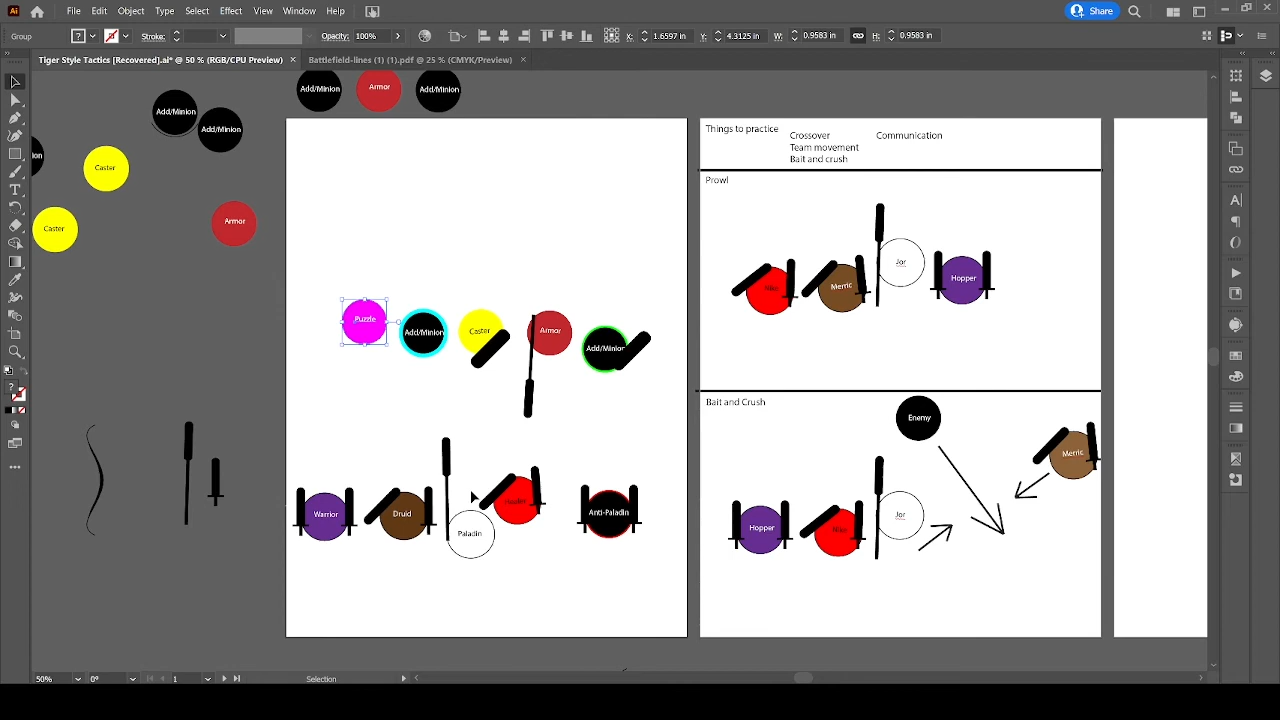 Ai
File Edit Object Type Select Effect View Window Help
Share
Group
Stroke:
Opacity: 100%
X: 1.6597 in
Y: 4.3125 in
W: 0.9583 in
H: 0.9583 in
Tiger Style Tactics [Recovered].ai* @ 50 % (RGB/CPU Preview) ×
Battlefield-lines (1) (1).pdf @ 25 % (CMYK/Preview) ×
Add/Minion
Armor
Add/Minion
Add/Minion
Add/Minion
ion
Caster
Armor
Caster
Puzzle
Add/Minion
Caster
Armor
Add/Minion
Warrior
Druid
Paladin
Anti-Paladin
Things to practice
Crossover
Team movement
Bait and crush
Communication
Prowl
Jor
Merric
Hopper
Bait and Crush
Enemy
Merric
Hopper
Jor
50%
0°
1
Selection